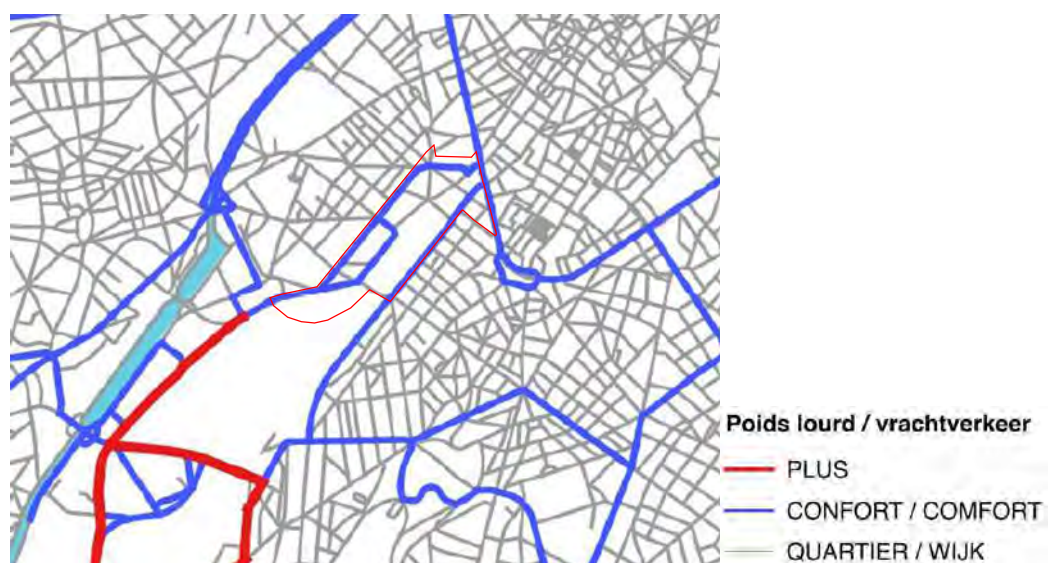 Poids lourd / vrachtverkeer
PLUS
CONFORT / COMFORT
QUARTIER / WIJK